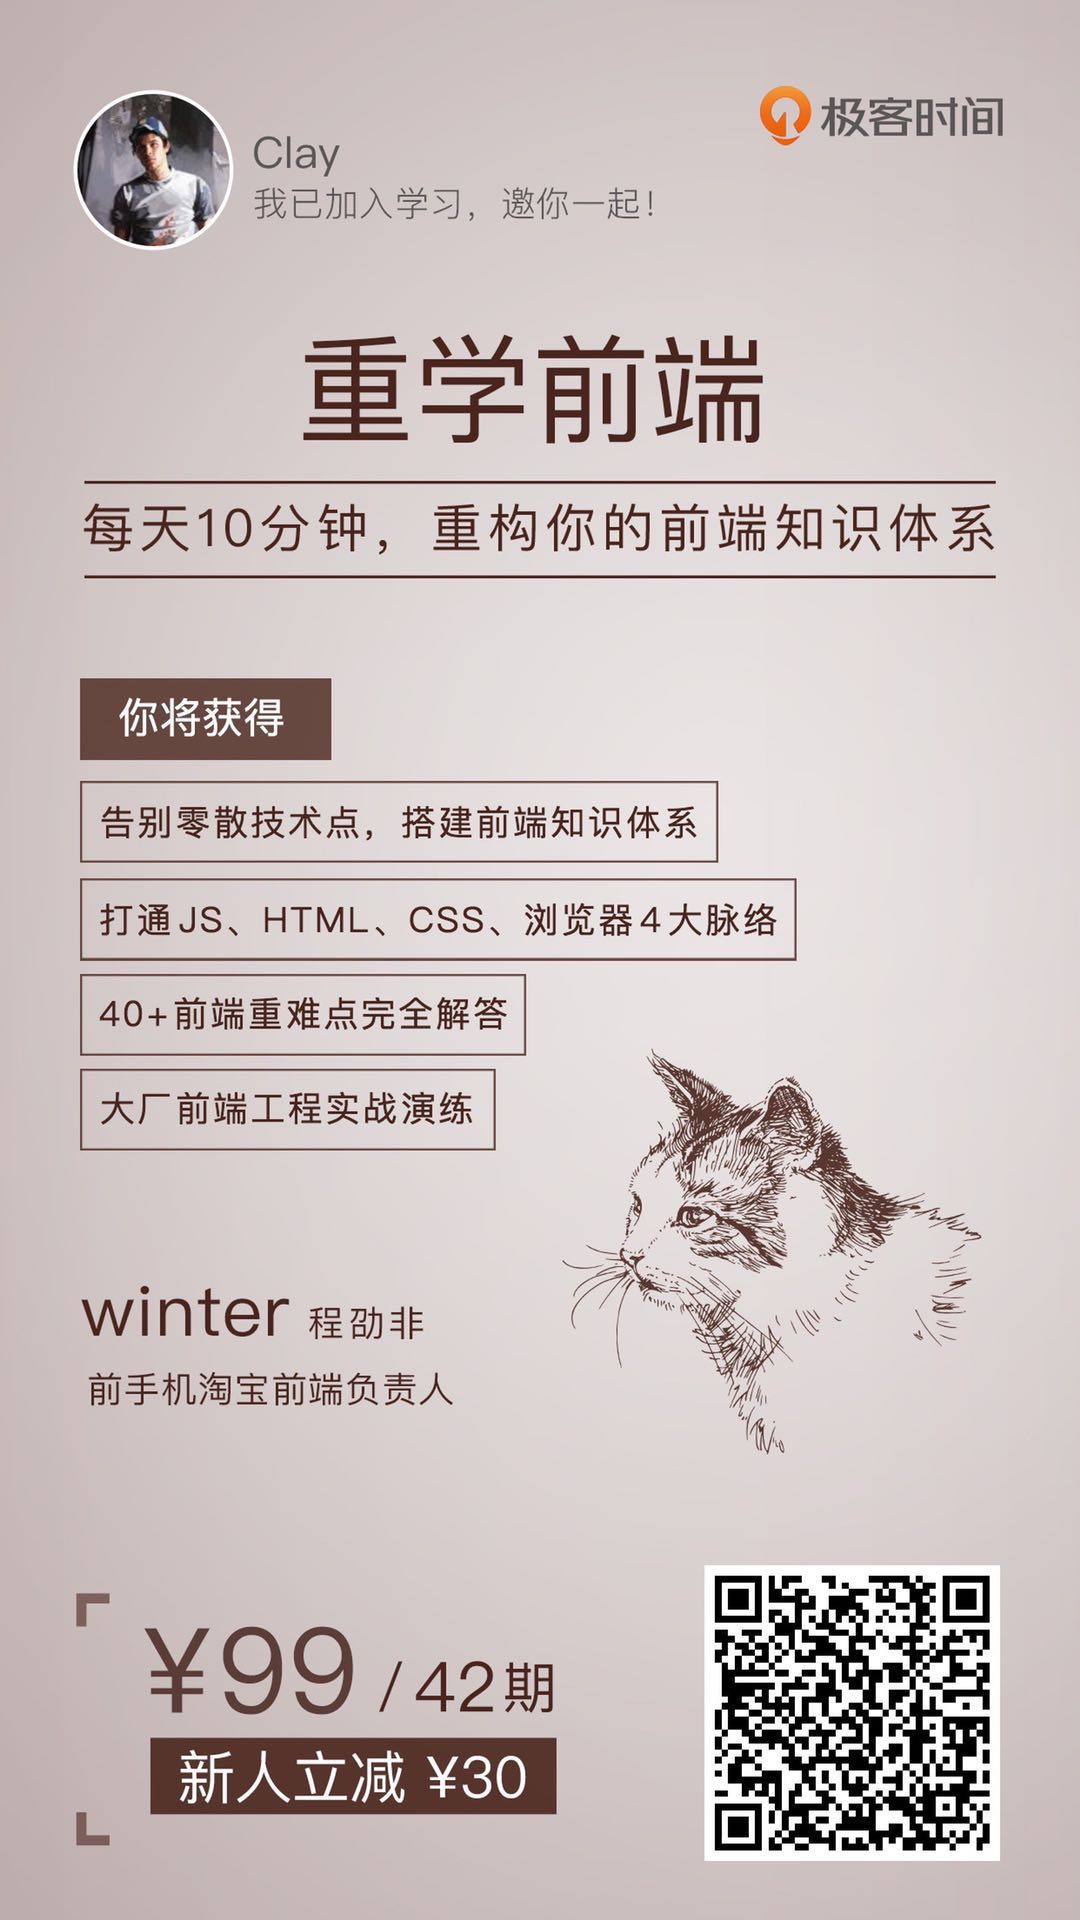 极客时间
Clay
我已加入学习，邀你一起！
重学前端
每天10分钟，重构你的前端知识体系
你将获得
告别零散技术点，搭建前端知识体系
打通JS、HTML、CSS、浏览器4大脉络
40+前端重难点完全解答
大厂前端工程实战演练
winter 程劭非
前手机淘宝前端负责人
¥99 / 42期
新人立减 ¥30